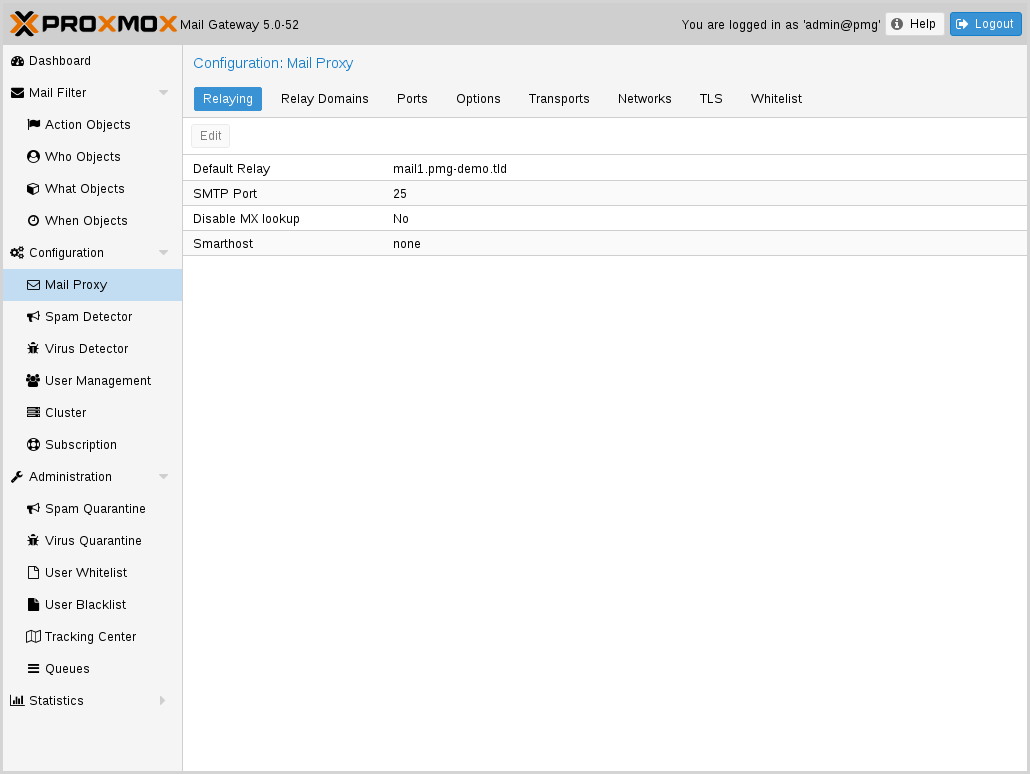 PROXMOX Mail Gateway 5.0-52 You are logged in as 'admin@pmg' Help Logout
Dashboard
Mail Filter
Action Objects
Who Objects
What Objects
When Objects
Configuration
Mail Proxy
Spam Detector
Virus Detector
User Management
Cluster
Subscription
Administration
Spam Quarantine
Virus Quarantine
User Whitelist
User Blacklist
Tracking Center
Queues
Statistics
Configuration: Mail Proxy
Relaying Relay Domains Ports Options Transports Networks TLS Whitelist
Edit
Default Relay mail1.pmg-demo.tld
SMTP Port 25
Disable MX lookup No
Smarthost none